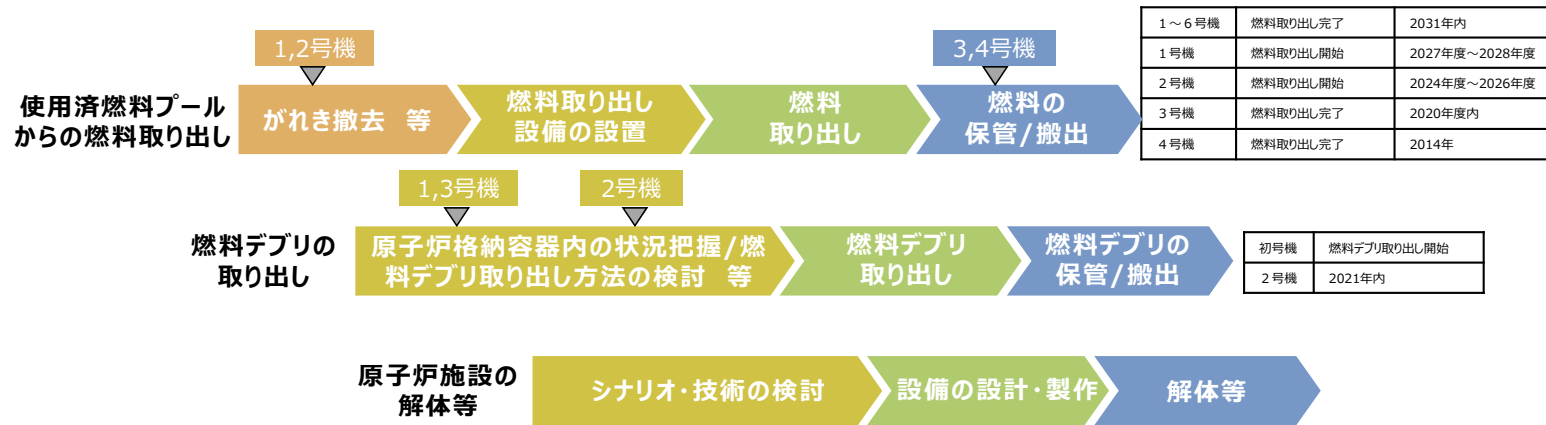 1,2号機
3,4号機
使用済燃料プール
からの燃料取り出し
がれき撤去 等
燃料取り出し
設備の設置
燃料
取り出し
燃料の
保管/搬出
1～6号機 燃料取り出し完了 2031年内
1号機 燃料取り出し開始 2027年度～2028年度
2号機 燃料取り出し開始 2024年度～2026年度
3号機 燃料取り出し完了 2020年度内
4号機 燃料取り出し完了 2014年
1,3号機
2号機
燃料デブリの
取り出し
原子炉格納容器内の状況把握/燃
料デブリ取り出し方法の検討 等
燃料デブリ
取り出し
燃料デブリの
保管/搬出
初号機 燃料デブリ取り出し開始
2号機 2021年内
原子炉施設の
解体等
シナリオ・技術の検討
設備の設計・製作
解体等